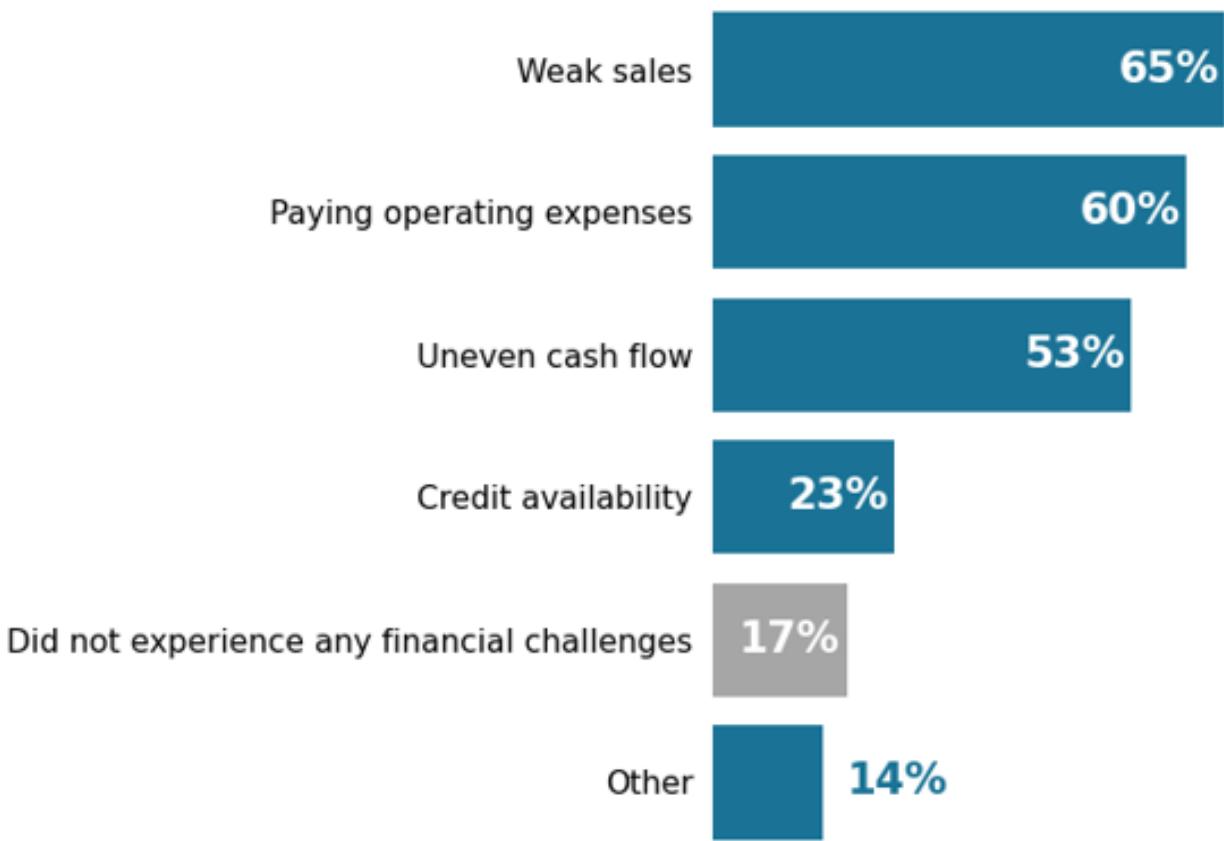 Weak sales 65%
Paying operating expenses 60%
Uneven cash flow 53%
Credit availability 23%
Did not experience any financial challenges 17%
Other 14%